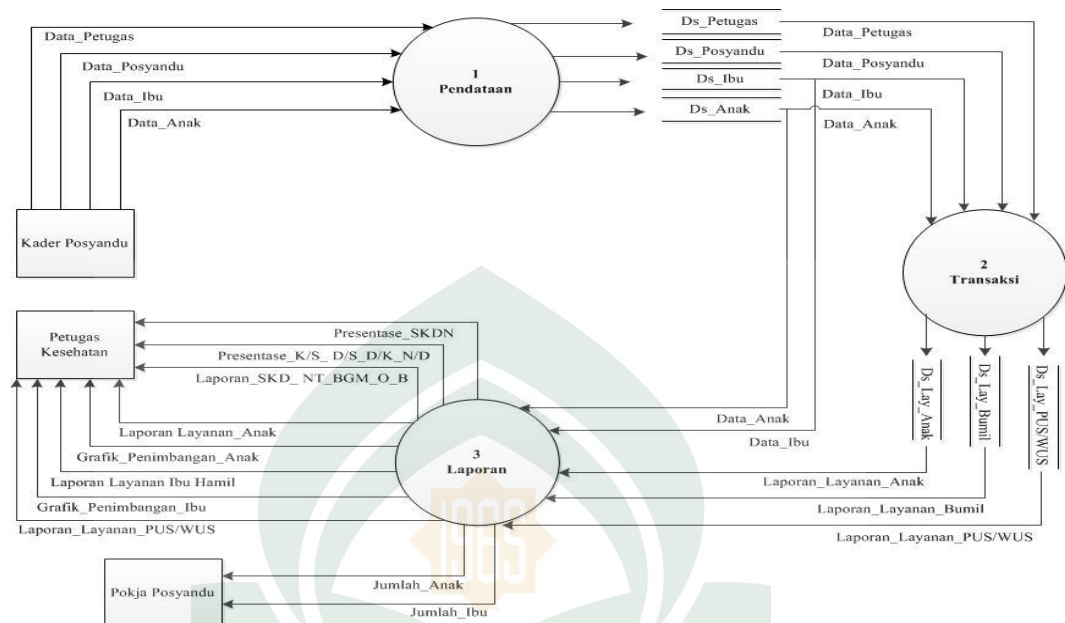 Data_Petugas
Data_Posyandu
Data_Ibu
Data_Anak
1
Pendataan
Ds_Petugas
Ds_Posyandu
Ds_Ibu
Ds_Anak
Data_Petugas
Data_Posyandu
Data_Ibu
Data_Anak
Kader Posyandu
2
Transaksi
Petugas
Kesehatan
Presentase_SKDN
Presentase_K/S_ D/S_D/K_N/D
Laporan_SKD_ NT_BGM_O_B
Laporan Layanan_Anak
Grafik_Penimbangan_Anak
Laporan Layanan Ibu Hamil
Grafik_Penimbangan_Ibu
Laporan_Layanan_PUS/WUS
3
Laporan
Data_Anak
Data_Ibu
Ds_Lay_Anak
Ds_Lay_Bumil
Ds_Lay_PUS/WUS
Laporan_Layanan_Anak
Laporan_Layanan_Bumil
Laporan_Layanan_PUS/WUS
1965
Pokja Posyandu
Jumlah_Anak
Jumlah_Ibu